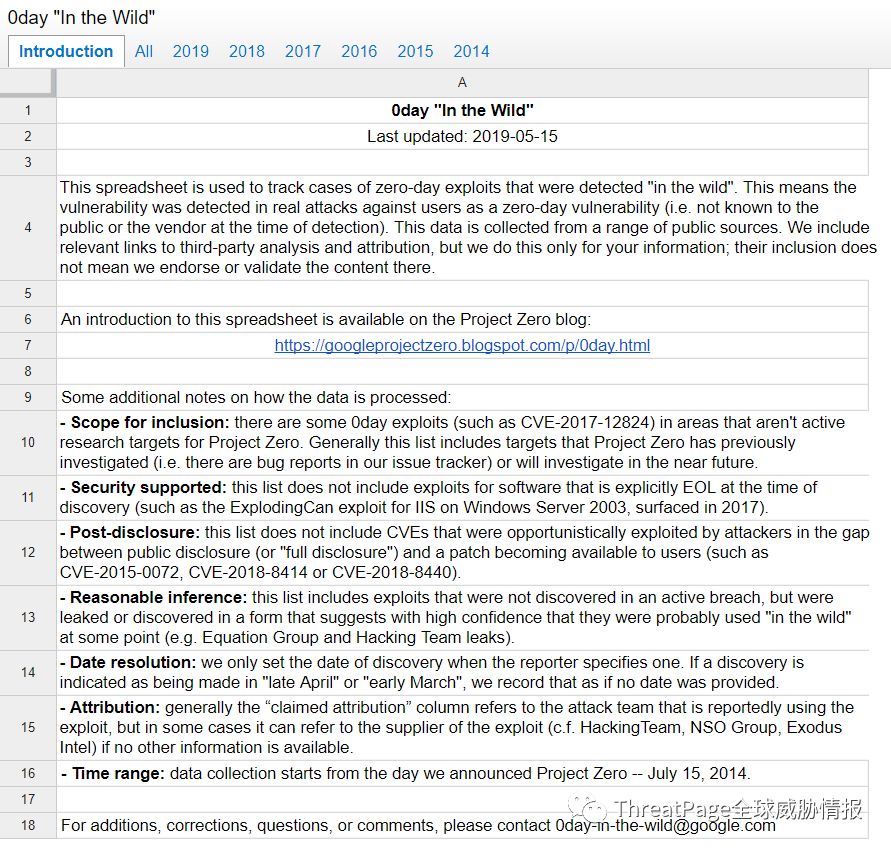 0day "In the Wild"
Introduction All 2019 2018 2017 2016 2015 2014
A
1 0day "In the Wild"
2 Last updated: 2019-05-15
3
This spreadsheet is used to track cases of zero-day exploits that were detected "in the wild". This means the
vulnerability was detected in real attacks against users as a zero-day vulnerability (i.e. not known to the
4 public or the vendor at the time of detection). This data is collected from a range of public sources. We include
relevant links to third-party analysis and attribution, but we do this only for your information; their inclusion does
not mean we endorse or validate the content there.
5
6 An introduction to this spreadsheet is available on the Project Zero blog:
7 https://googleprojectzero.blogspot.com/p/0day.html
8
9 Some additional notes on how the data is processed:
- Scope for inclusion: there are some 0day exploits (such as CVE-2017-12824) in areas that aren't active
10 research targets for Project Zero. Generally this list includes targets that Project Zero has previously
investigated (i.e. there are bug reports in our issue tracker) or will investigate in the near future.
11 - Security supported: this list does not include exploits for software that is explicitly EOL at the time of
discovery (such as the ExplodingCan exploit for IIS on Windows Server 2003, surfaced in 2017).
- Post-disclosure: this list does not include CVEs that were opportunistically exploited by attackers in the gap
12 between public disclosure (or "full disclosure") and a patch becoming available to users (such as
CVE-2015-0072, CVE-2018-8414 or CVE-2018-8440).
- Reasonable inference: this list includes exploits that were not discovered in an active breach, but were
13 leaked or discovered in a form that suggests with high confidence that they were probably used "in the wild"
at some point (e.g. Equation Group and Hacking Team leaks).
14 - Date resolution: we only set the date of discovery when the reporter specifies one. If a discovery is
indicated as being made in "late April" or "early March", we record that as if no date was provided.
- Attribution: generally the “claimed attribution” column refers to the attack team that is reportedly using the
15 exploit, but in some cases it can refer to the supplier of the exploit (c.f. HackingTeam, NSO Group, Exodus
Intel) if no other information is available.
16 - Time range: data collection starts from the day we announced Project Zero -- July 15, 2014.
17
ThreatPage全球威胁情报
18 For additions, corrections, questions, or comments, please contact 0day-in-the-wild@google.com